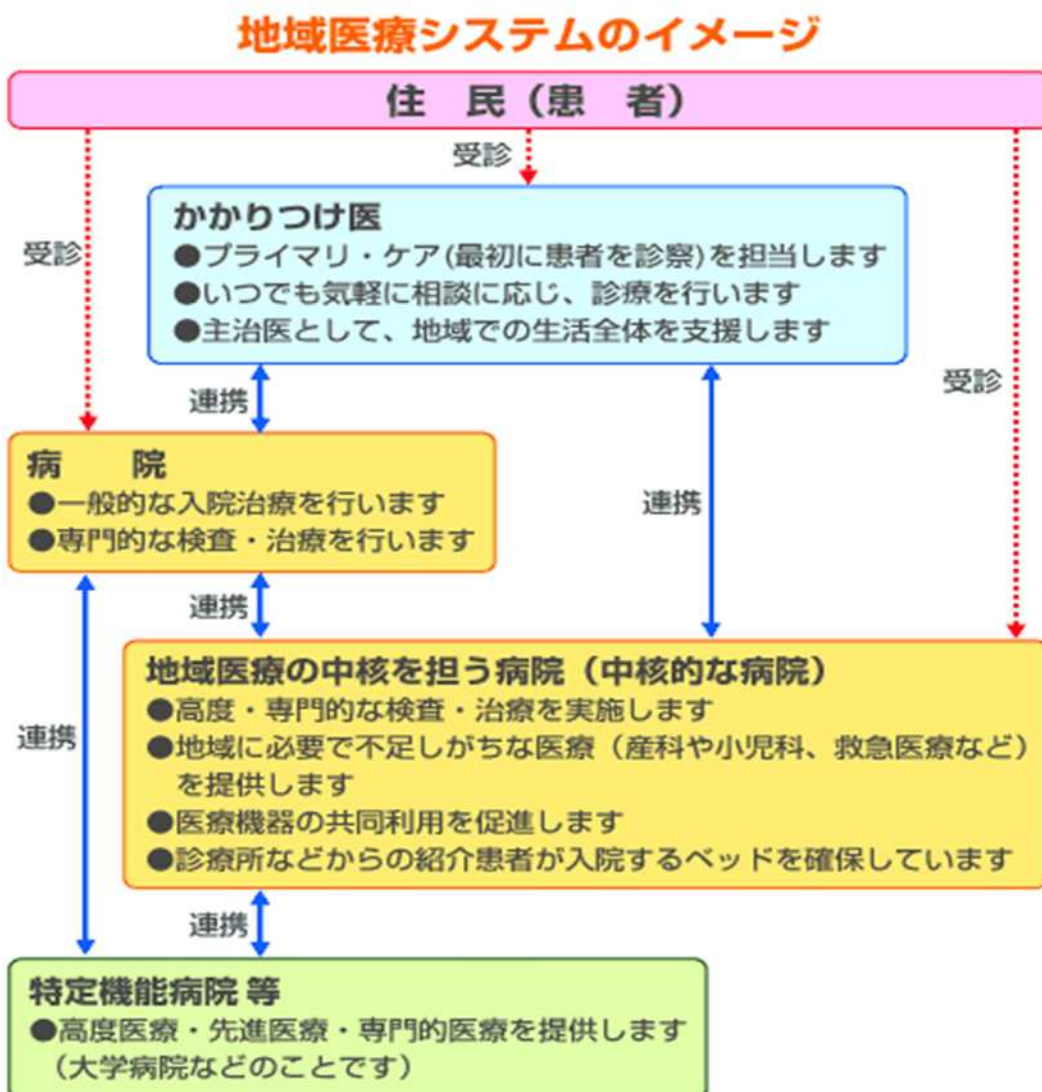 地域医療システムのイメージ
住　民（患　者）
受診
かかりつけ医
●プライマリ・ケア(最初に患者を診察)を担当します
●いつでも気軽に相談に応じ、診療を行います
●主治医として、地域での生活全体を支援します
受診
受診
連携
病　　院
●一般的な入院治療を行います
●専門的な検査・治療を行います
連携
連携
地域医療の中核を担う病院（中核的な病院）
●高度・専門的な検査・治療を実施します
●地域に必要で不足しがちな医療（産科や小児科、救急医療など）
を提供します
●医療機器の共同利用を促進します
●診療所などからの紹介患者が入院するベッドを確保しています
連携
連携
特定機能病院 等
●高度医療・先進医療・専門的医療を提供します
（大学病院などのことです）